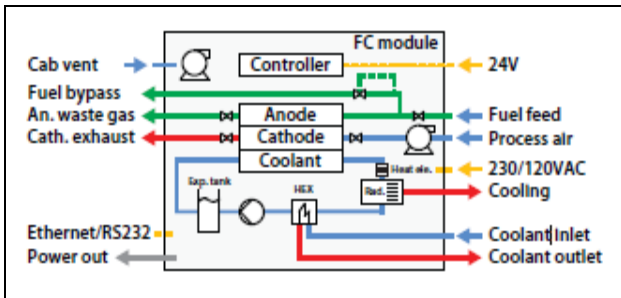 FC module
Cab vent
Controller
24V
Fuel bypass
An. waste gas
Anode
Fuel feed
Cath. exhaust
Cathode
Process air
Coolant
Heat ele.
230/120VAC
Exp. tank
HEX
Rad.
Cooling
Ethernet/RS232
Coolant Inlet
Power out
Coolant outlet